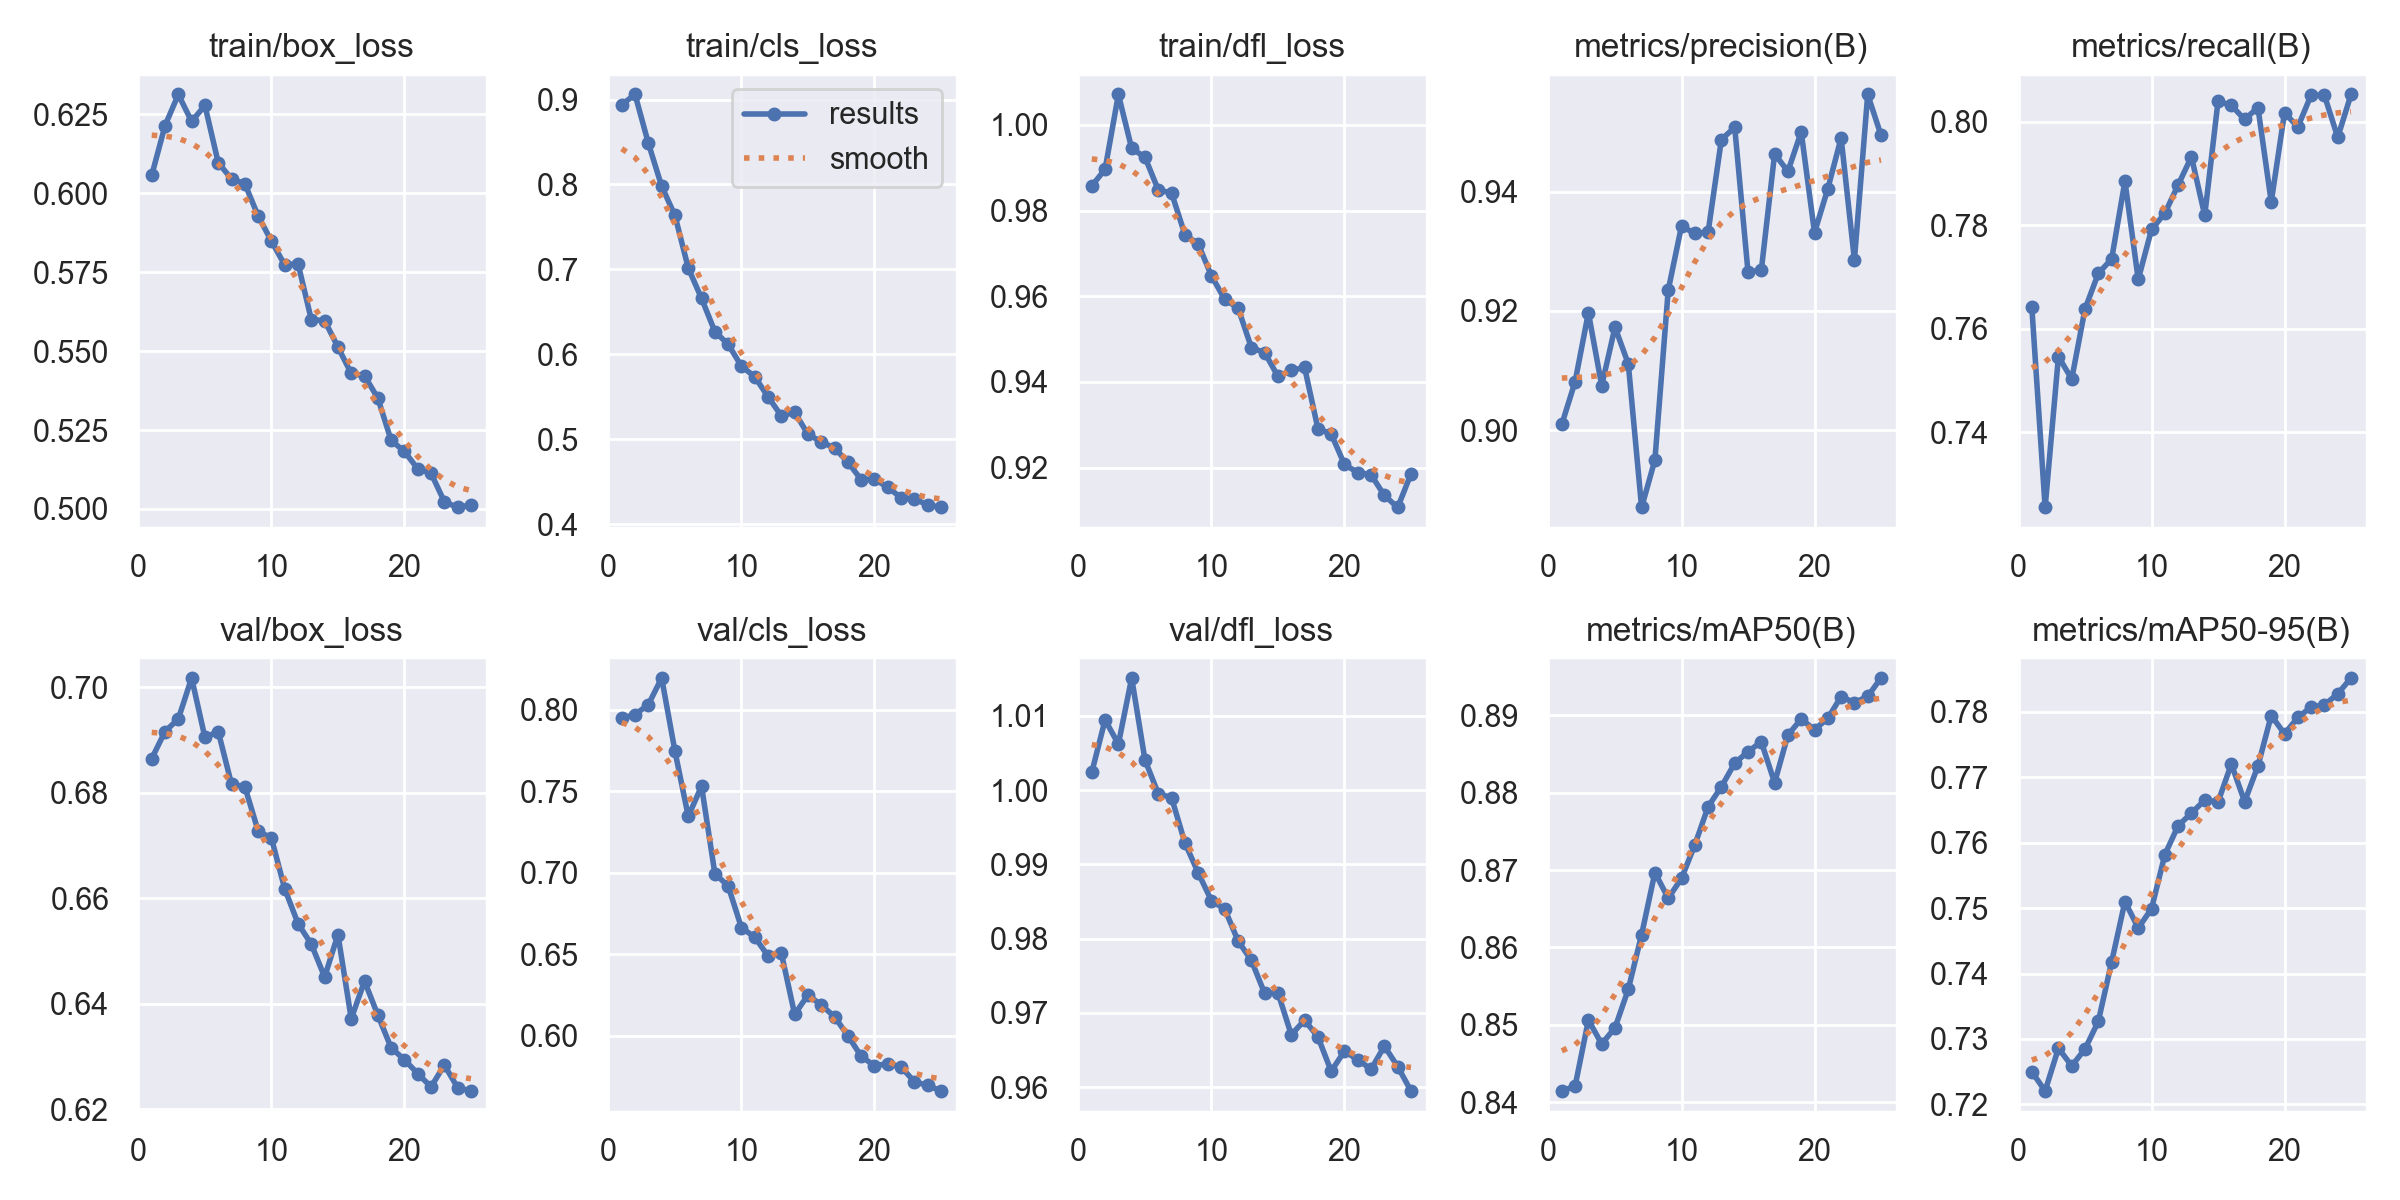 train/box_loss
train/cls_loss
train/dfl_loss
metrics/precision(B)
metrics/recall(B)
0.625
0.600
0.575
0.550
0.525
0.500
0 10 20
0.9
0.8
0.7
0.6
0.5
0.4
0 10 20
results
smooth
1.00
0.98
0.96
0.94
0.92
0 10 20
0.94
0.92
0.90
0 10 20
0.80
0.78
0.76
0.74
0 10 20
val/box_loss
val/cls_loss
val/dfl_loss
metrics/mAP50(B)
metrics/mAP50-95(B)
0.70
0.68
0.66
0.64
0.62
0 10 20
0.80
0.75
0.70
0.65
0.60
0 10 20
1.01
1.00
0.99
0.98
0.97
0.96
0 10 20
0.89
0.88
0.87
0.86
0.85
0.84
0 10 20
0.78
0.77
0.76
0.75
0.74
0.73
0.72
0 10 20